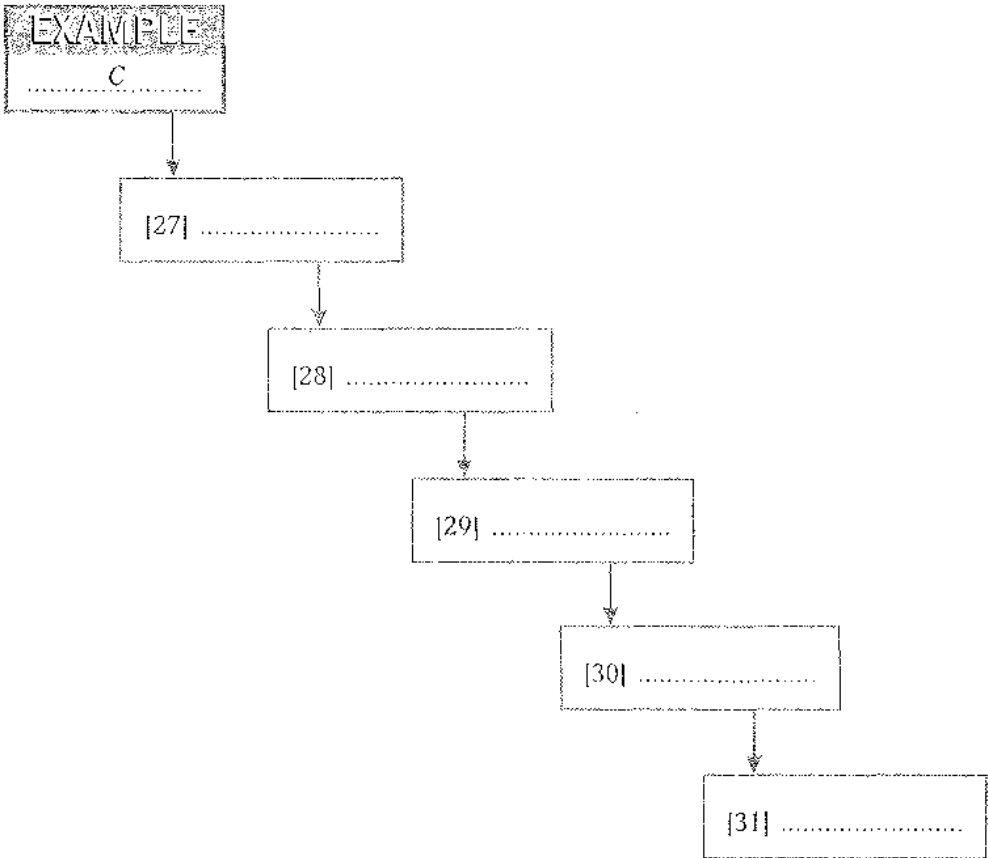 EXAMPLE
C
[27] ........................
[28] ........................
[29] ........................
[30] ........................
[31] ........................